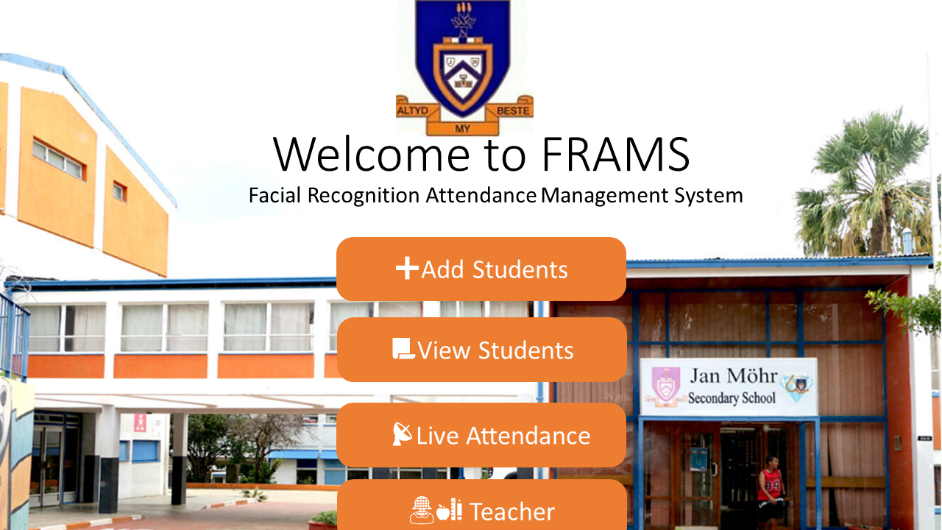 ALTYD BESTE
MY
Welcome to FRAMS
Facial Recognition Attendance Management System
Add Students
View Students
Jan Möhr
Secondary School
Live Attendance
Teacher